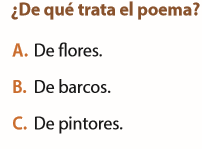 ¿De qué trata el poema?
A. De flores.
B. De barcos.
C. De pintores.